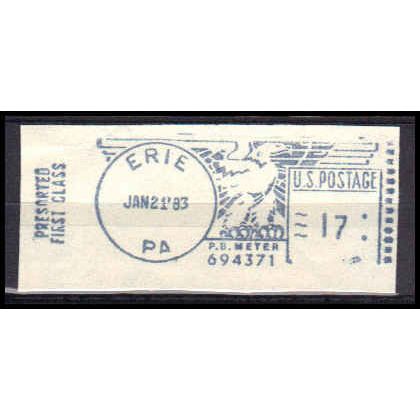 PRESORTED
FIRST CLASS
ERIE
JAN 21 '83
PA
P.B. METER
694371
U.S. POSTAGE
17